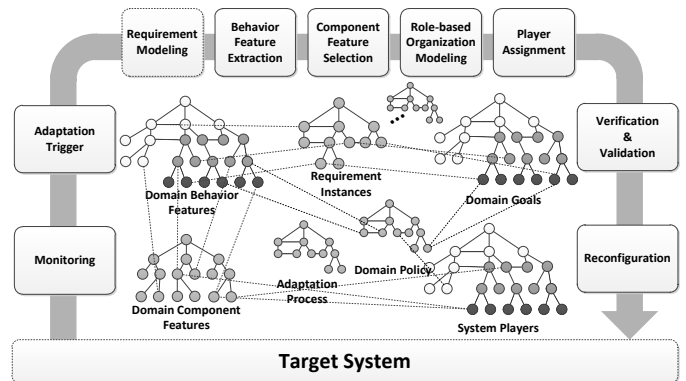 Requirement
Modeling
Behavior
Feature
Extraction
Component
Feature
Selection
Role-based
Organization
Modeling
Player
Assignment
Adaptation
Trigger
Verification
&
Validation
Requirement
Instances
Domain Behavior
Features
Domain Goals
Monitoring
Reconfiguration
Adaptation
Process
Domain Policy
Domain Component
Features
System Players
Target System